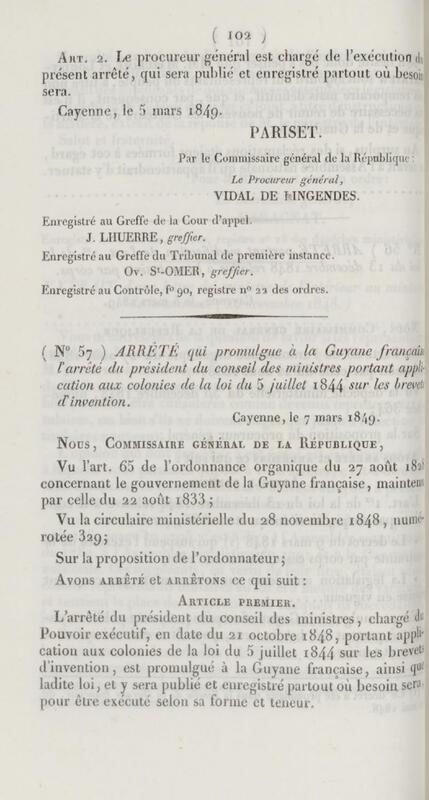 ( 102 )
ART. 2. Le procureur général est chargé de l'exécution du
présent arrêté, qui sera publié et enregistré partout où besoin
sera.
Cayenne, le 5 mars 1849.
PARISET.
Par le Commissaire général de la République :
Le Procureur général,
VIDAL DE LINGENDES.
Enregistré au Greffe de la Cour d'appel.
J. LHUERRE, greffier.
Enregistré au Greffe du Tribunal de première instance.
Ov. St-OMER, greffier.
Enregistré au Contrôle, fo 90, registre no 22 des ordres.
( No 57 ) ARRÊTÉ qui promulgue à la Guyane française
l'arrêté du président du conseil des ministres portant appli-
cation aux colonies de la loi du 5 juillet 1844 sur les brevets
d'invention.
Cayenne, le 7 mars 1849.
NOUS, COMMISSAIRE GÉNÉRAL DE LA RÉPUBLIQUE,
Vu l'art. 65 de l'ordonnance organique du 27 août 1828
concernant le gouvernement de la Guyane française, maintenu
par celle du 22 août 1833 ;
Vu la circulaire ministérielle du 28 novembre 1848, numé-
rotée 329;
Sur la proposition de l'ordonnateur ;
Avons ARRÊTÉ et ARRÊTONS ce qui suit :
ARTICLE PREMIER.
L'arrêté du président du conseil des ministres, chargé du
Pouvoir exécutif, en date du 21 octobre 1848, portant appli-
cation aux colonies de la loi du 5 juillet 1844 sur les brevets
d'invention, est promulgué à la Guyane française, ainsi que
ladite loi, et y sera publié et enregistré partout où besoin sera,
pour être exécuté selon sa forme et teneur.